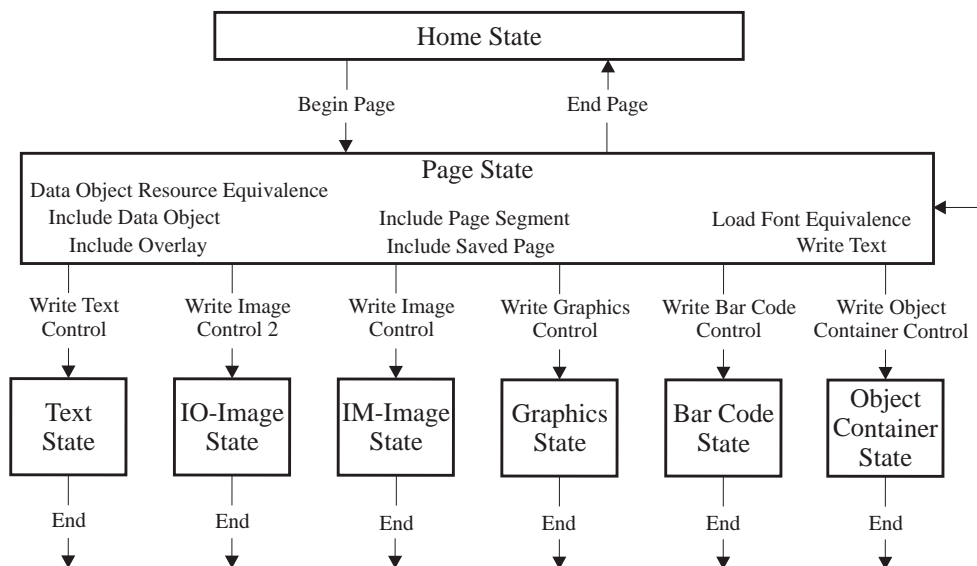 Home State
Begin Page
End Page
Page State
Data Object Resource Equivalence
Include Data Object
Include Page Segment
Load Font Equivalence
Include Overlay
Include Saved Page
Write Text
Write Text
Control
Write Image
Control 2
Write Image
Control
Write Graphics
Control
Write Bar Code
Control
Write Object
Container Control
Text
State
IO-Image
State
IM-Image
State
Graphics
State
Bar Code
State
Object
Container
State
End
End
End
End
End
End